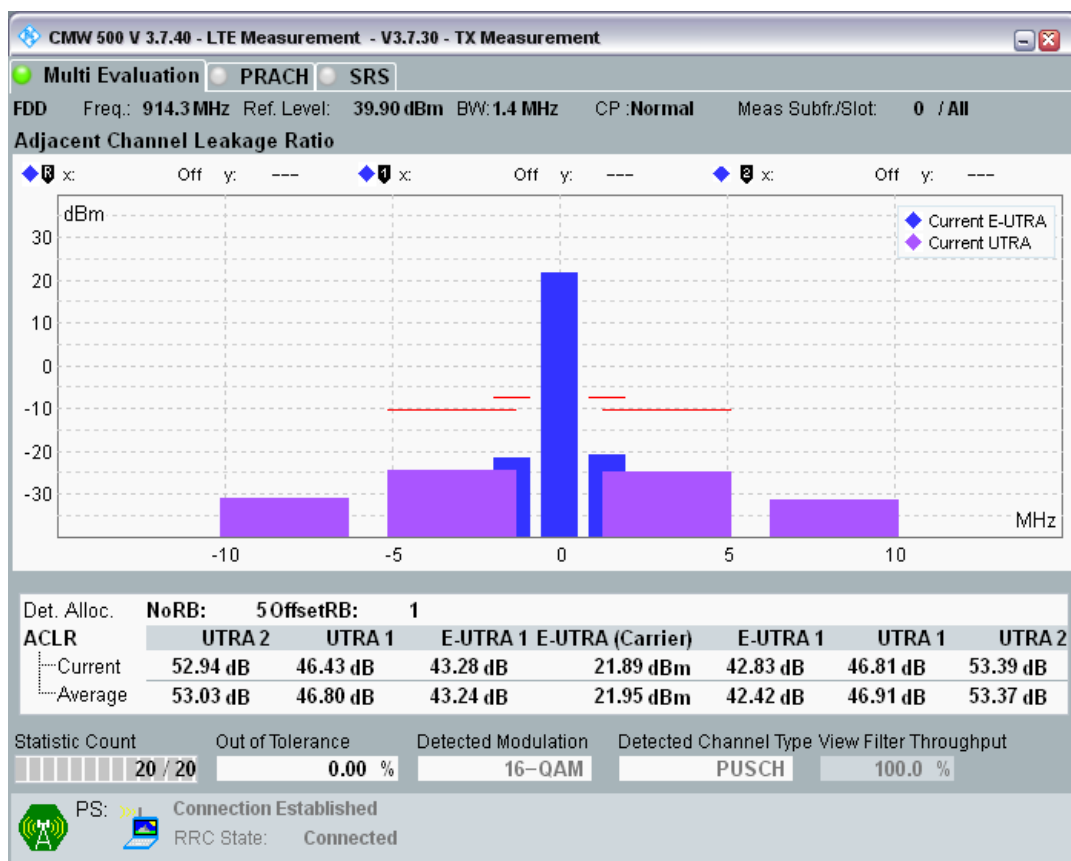 CMW 500 V 3.7.40 - LTE Measurement - V3.7.30 - TX Measurement
Multi Evaluation PRACH SRS
FDD Freq.: 914.3 MHz Ref. Level: 39.90 dBm BW: 1.4 MHz CP :Normal Meas Subfr./Slot: 0 / All
Adjacent Channel Leakage Ratio
R x: Off y: --- 1 x: Off y: --- 2 x: Off y: ---
dBm
Current E-UTRA
Current UTRA
30
20
10
0
-10
-20
-30
MHz
-10 -5 0 5 10
Det. Alloc. NoRB: 5 OffsetRB: 1
ACLR UTRA 2 UTRA 1 E-UTRA 1 E-UTRA (Carrier) E-UTRA 1 UTRA 1 UTRA 2
Current 52.94 dB 46.43 dB 43.28 dB 21.89 dBm 42.83 dB 46.81 dB 53.39 dB
Average 53.03 dB 46.80 dB 43.24 dB 21.95 dBm 42.42 dB 46.91 dB 53.37 dB
Statistic Count Out of Tolerance Detected Modulation Detected Channel Type View Filter Throughput
20 / 20 0.00 % 16-QAM PUSCH 100.0 %
PS: Connection Established
RRC State: Connected